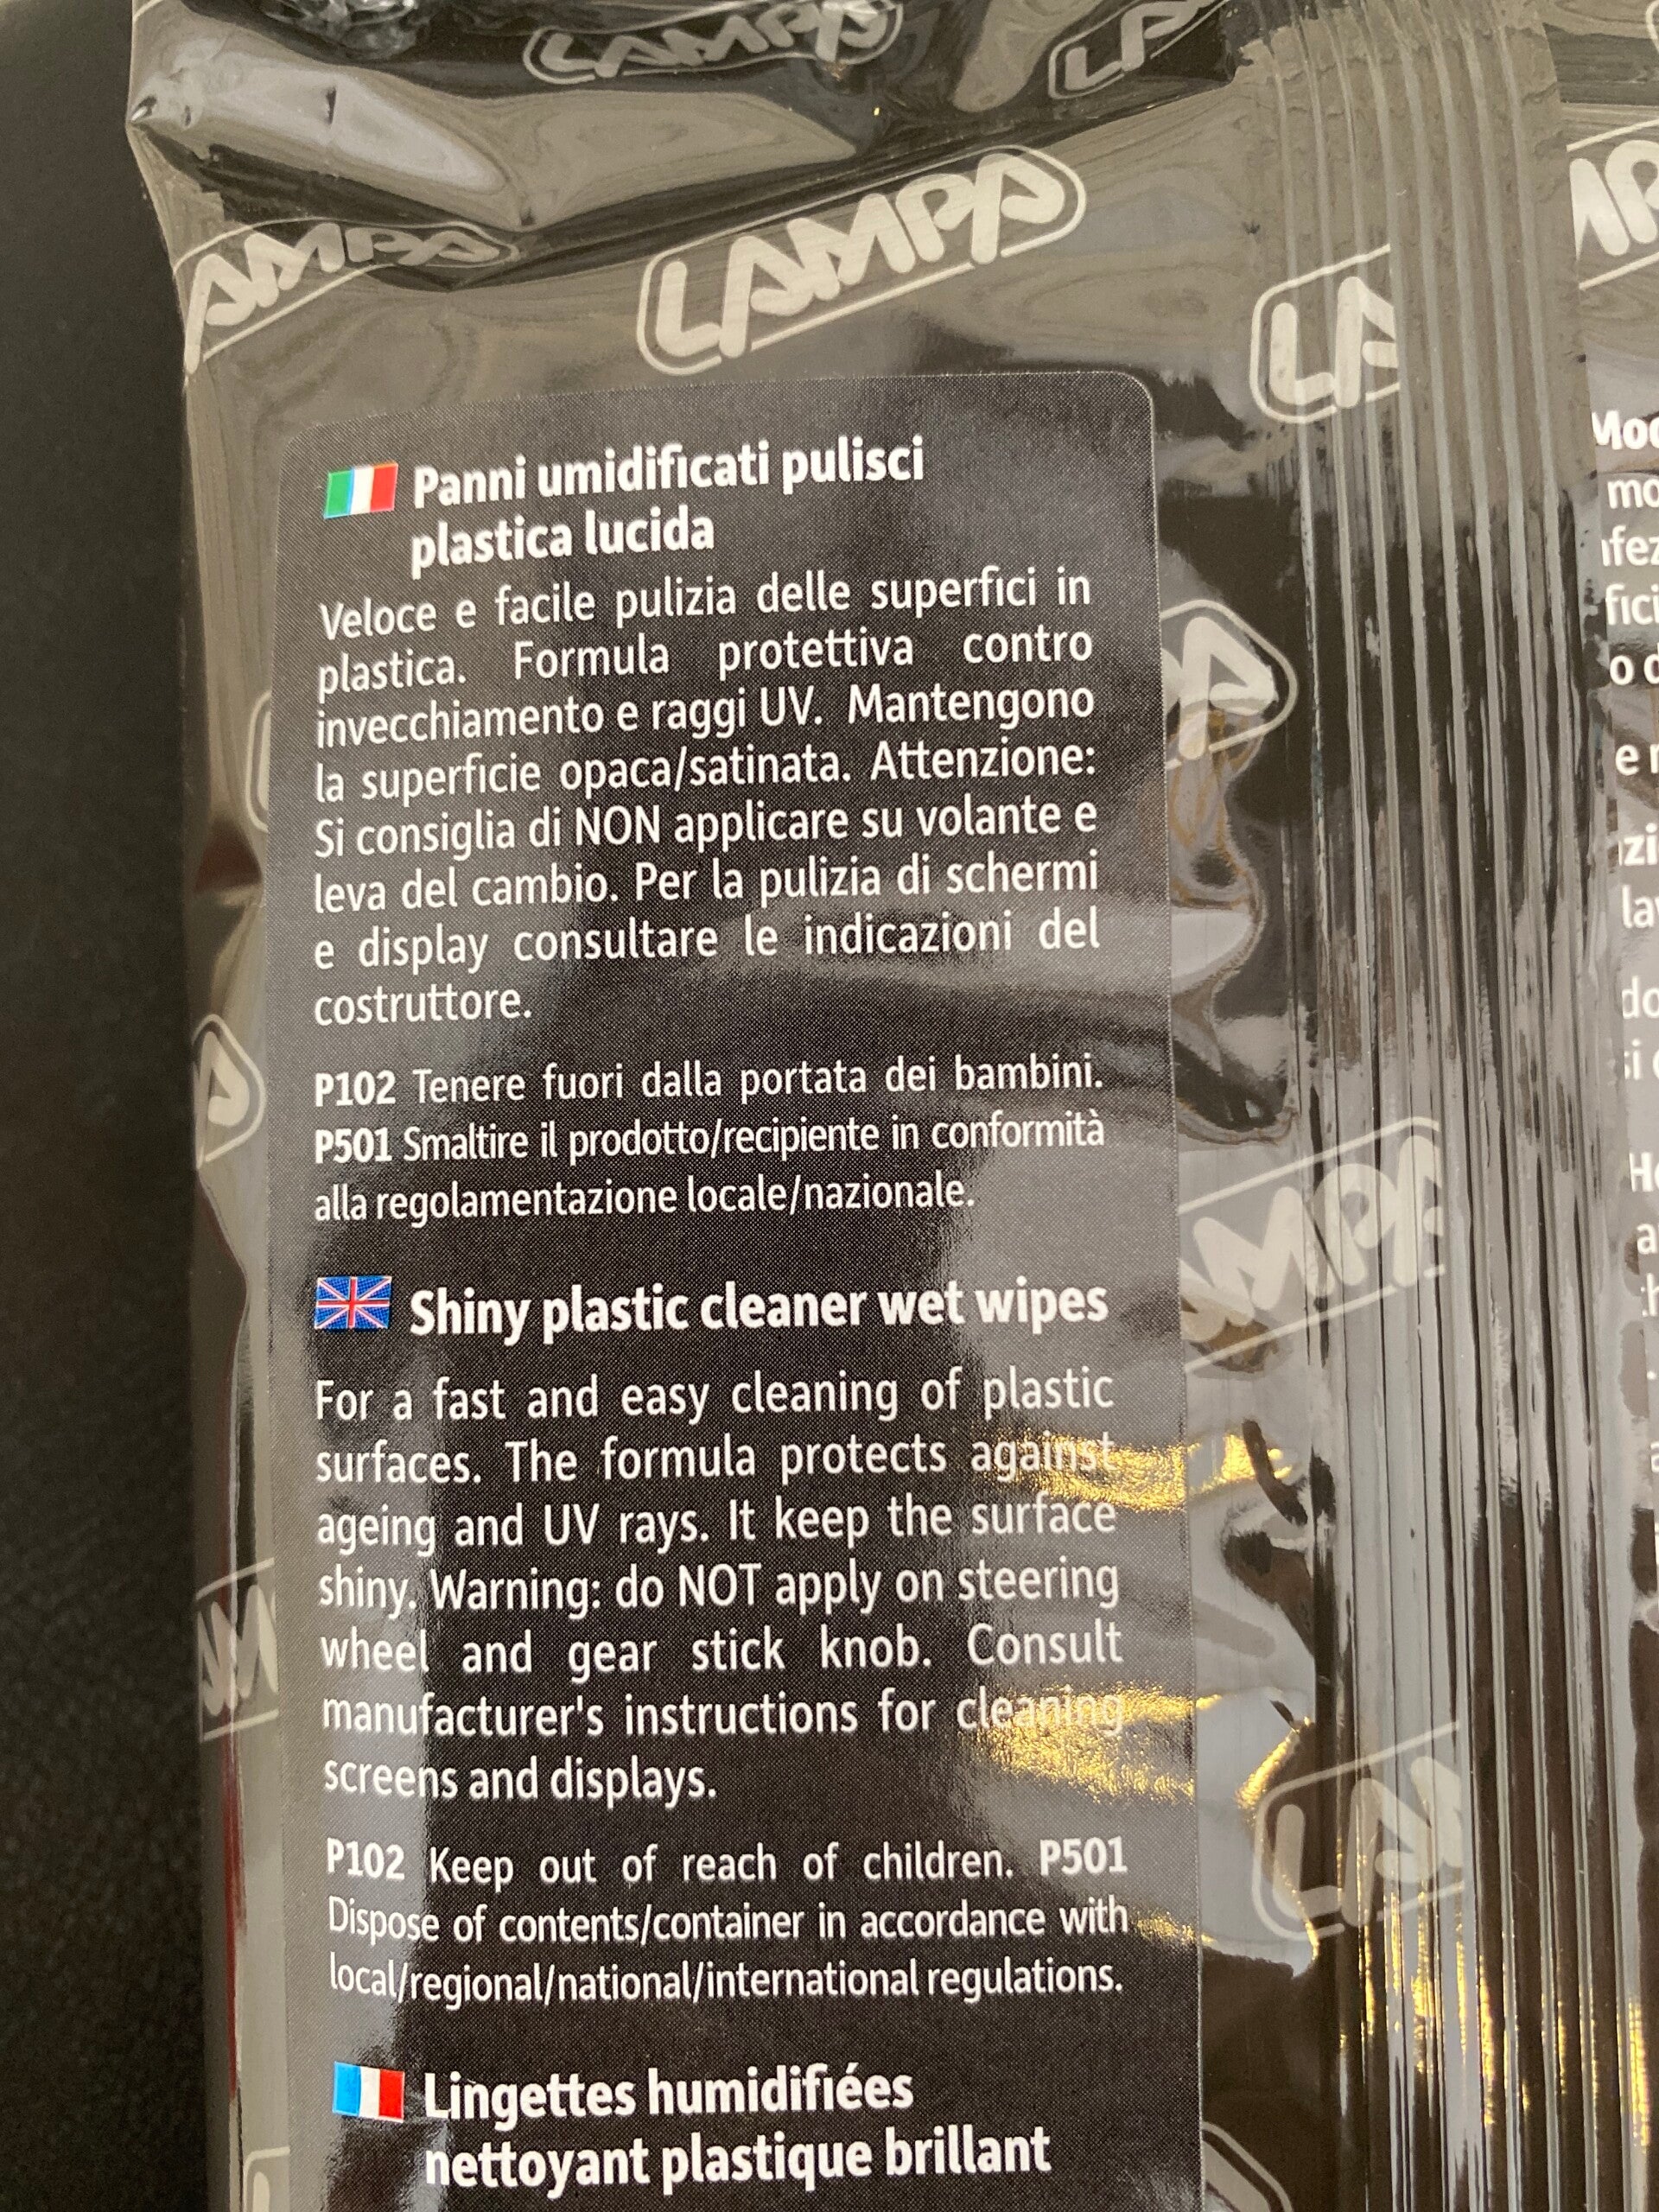 LAMPA
LAMPA
Panni umidificati pulisci
plastica lucida
Veloce e facile pulizia delle superfici in
plastica. Formula protettiva contro
invecchiamento e raggi UV. Mantengono
la superficie opaca/satinata. Attenzione:
Si consiglia di NON applicare su volante e
leva del cambio. Per la pulizia di schermi
e display consultare le indicazioni del
costruttore.
P102 Tenere fuori dalla portata dei bambini.
P501 Smaltire il prodotto/recipiente in conformità
alla regolamentazione locale/nazionale.
Shiny plastic cleaner wet wipes
For a fast and easy cleaning of plastic
surfaces. The formula protects against
ageing and UV rays. It keep the surface
shiny. Warning: do NOT apply on steering
wheel and gear stick knob. Consult
manufacturer's instructions for cleaning
screens and displays.
P102 Keep out of reach of children. P501
Dispose of contents/container in accordance with
local/regional/national/international regulations.
Lingettes humidifiées
nettoyant plastique brillant